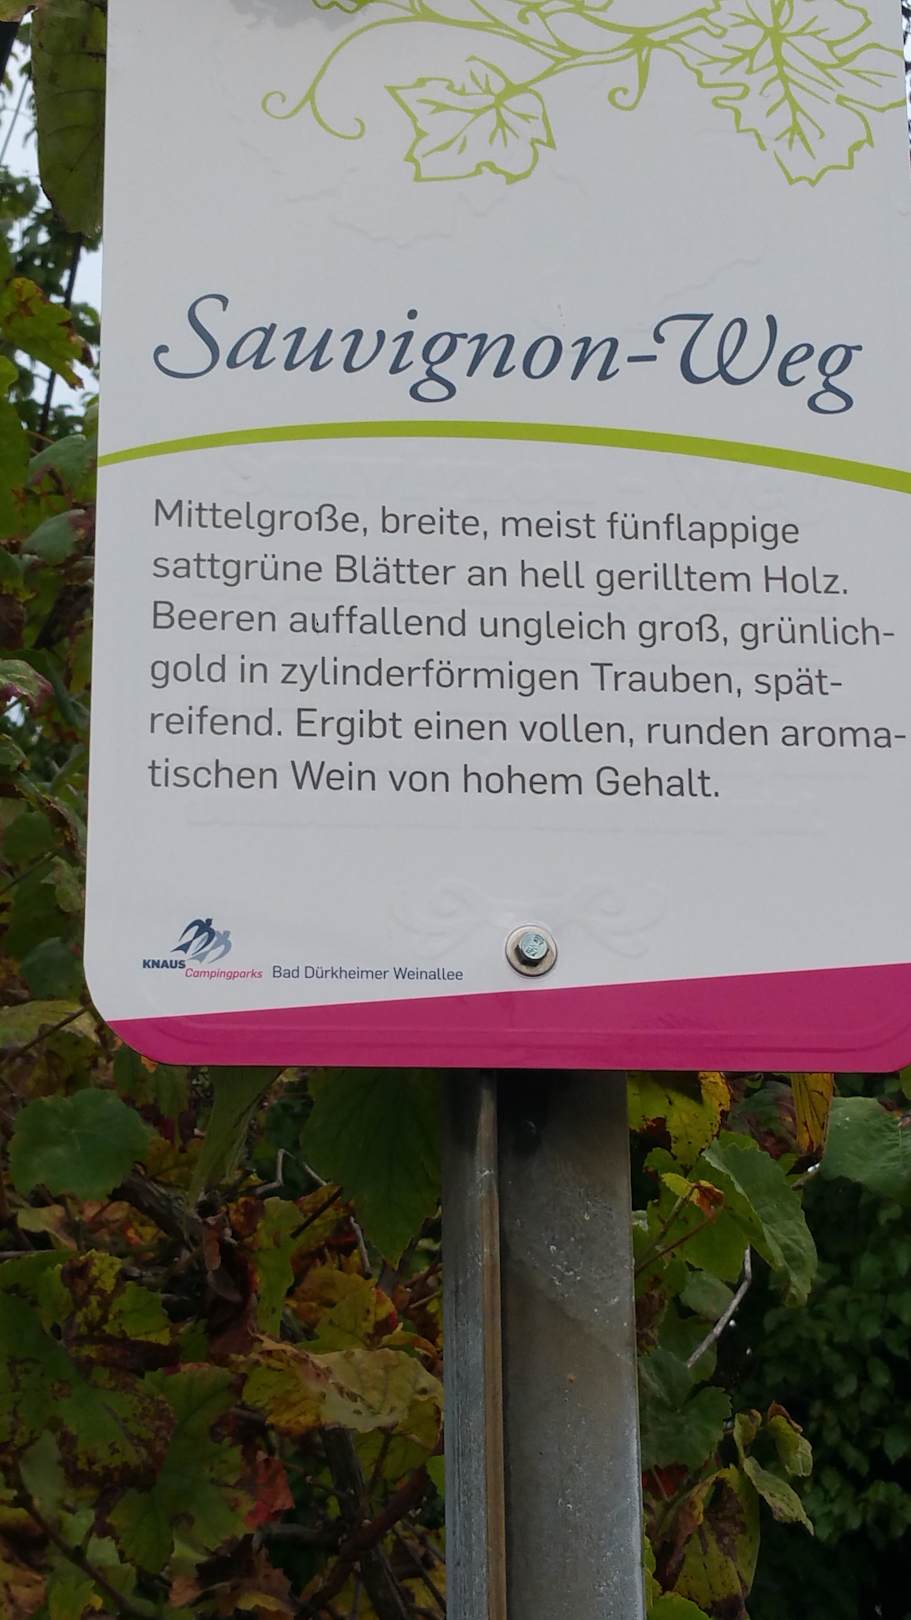 Sauvignon-Weg
Mittelgroße, breite, meist fünflappige
sattgrüne Blätter an hell gerilltem Holz.
Beeren auffallend ungleich groß, grünlich-
gold in zylinderförmigen Trauben, spät-
reifend. Ergibt einen vollen, runden aroma-
tischen Wein von hohem Gehalt.
KNAUS Campingparks Bad Dürkheimer Weinallee